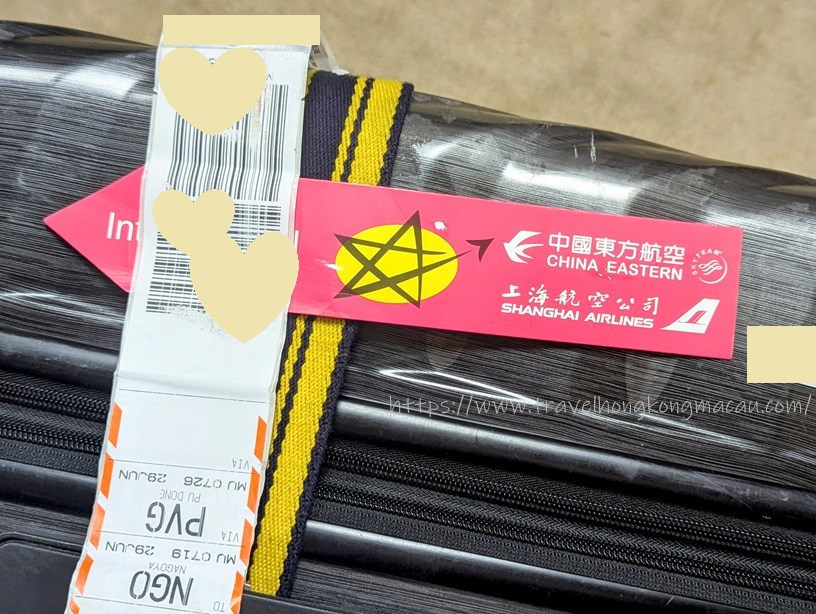 Int
中國東方航空
CHINA EASTERN
SKYTEAM
上海航空公司
SHANGHAI AIRLINES
https://www.travelhongkongmacau.com/
TO
NGO
NAGOYA
MU 0719 29JUN
VIA
PVG
PU DONG
MU 0726 29JUN
VIA